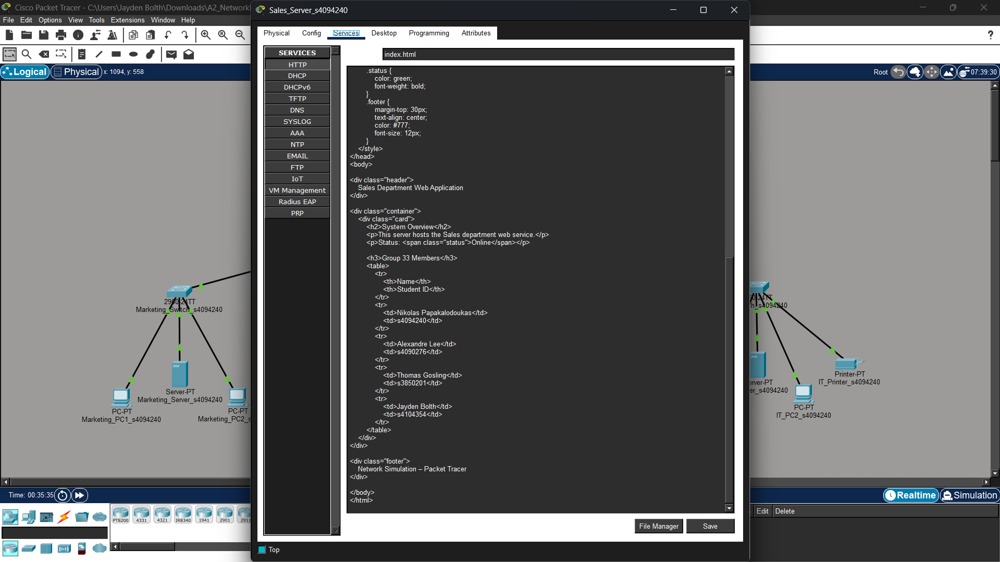 Cisco Packet Tracer - C:\Users\Jayden Bolth\Downloads\A2_Network
File Edit Options View Tools Extensions Window Help
Logical Physical x: 1094, y: 558
Root 07:39:30
Sales_Server_s4094240
Physical Config Services Desktop Programming Attributes
SERVICES
HTTP
DHCP
DHCPv6
TFTP
DNS
SYSLOG
AAA
NTP
EMAIL
FTP
IoT
VM Management
Radius EAP
PRP
index.html
.status {
color: green;
font-weight: bold;
}
.footer {
margin-top: 30px;
text-align: center;
color: #777;
font-size: 12px;
}
</style>
</head>
<body>
<div class="header">
Sales Department Web Application
</div>
<div class="container">
<div class="card">
<h2>System Overview</h2>
<p>This server hosts the Sales department web service.</p>
<p>Status: <span class="status">Online</span></p>
<h3>Group 33 Members</h3>
<table>
<tr>
<th>Name</th>
<th>Student ID</th>
</tr>
<tr>
<td>Nikolas Papakalodoukas</td>
<td>s4094240</td>
</tr>
<tr>
<td>Alexandre Lee</td>
<td>s4090276</td>
</tr>
<tr>
<td>Thomas Gosling</td>
<td>s3850201</td>
</tr>
<tr>
<td>Jayden Bolth</td>
<td>s4104354</td>
</tr>
</table>
</div>
</div>
<div class="footer">
Network Simulation – Packet Tracer
</div>
</body>
</html>
File Manager Save
Top
2960-24TT
Marketing_Switch_s4094240
Server-PT
Marketing_Server_s4094240
PC-PT
Marketing_PC1_s4094240
PC-PT
Marketing_PC2_s
h_s4094240
Printer-PT
IT_Printer_s4094240
erver-PT
er_s4094240
PC-PT
IT_PC2_s4094240
Time: 00:35:35
Realtime Simulation
PT8200 4331 4321 IR8340 1941 2901 2911
Edit Delete
?